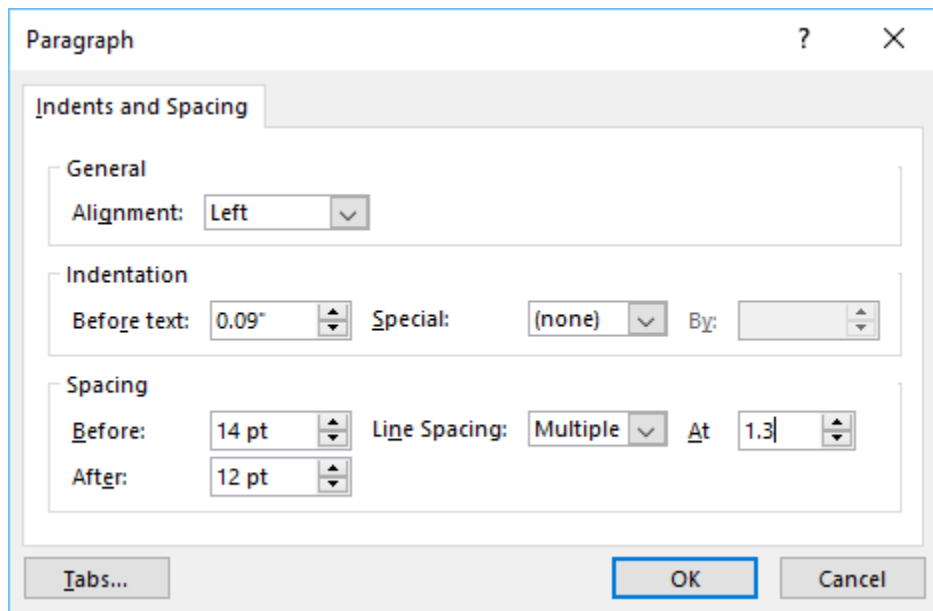 Paragraph ?
Indents and Spacing
General
Alignment: Left
Indentation
Before text: 0.09" Special: (none) By:
Spacing
Before: 14 pt Line Spacing: Multiple At 1.3
After: 12 pt
Tabs... OK Cancel